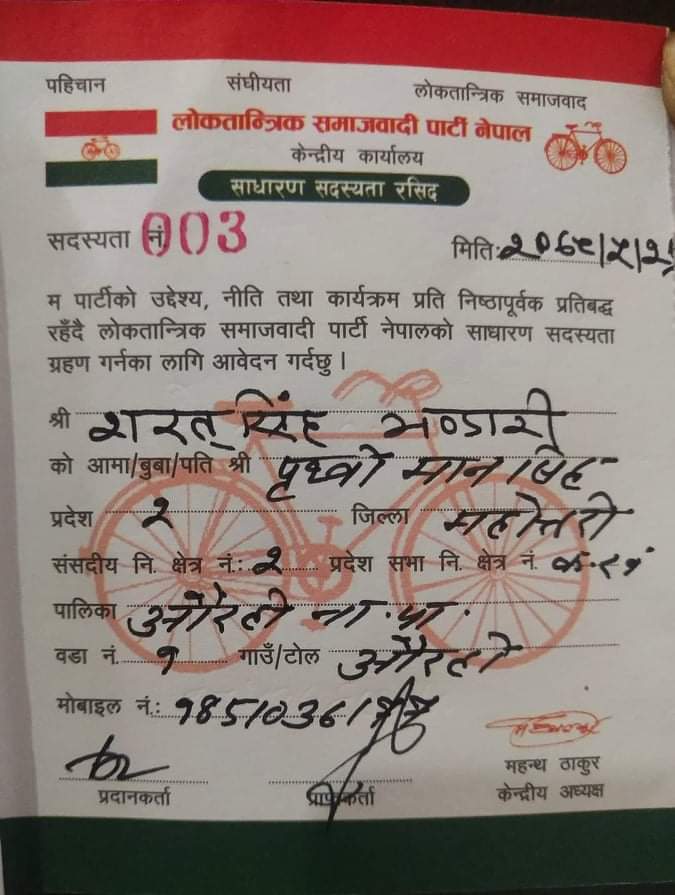 पहिचान संघीयता लोकतान्त्रिक समाजवाद
लोकतान्त्रिक समाजवादी पार्टी नेपाल
केन्द्रीय कार्यालय
साधारण सदस्यता रसिद
सदस्यता नं. 003 मिति:
म पार्टीको उद्देश्य, नीति तथा कार्यक्रम प्रति निष्ठापूर्वक प्रतिबद्ध
रहँदै लोकतान्त्रिक समाजवादी पार्टी नेपालको साधारण सदस्यता
ग्रहण गर्नका लागि आवेदन गर्दछु ।
श्री शरत् सिंह भण्डारी
को आमा/बुबा/पति श्री पृथ्वी मान सिंह
प्रदेश २ जिल्ला महोत्तरी
संसदीय नि. क्षेत्र नं.: २ प्रदेश सभा नि. क्षेत्र नं.
पालिका औरही न.पा.
वडा नं. १ गाउँ/टोल औरही
मोबाइल नं.:
महन्थ ठाकुर
प्रदानकर्ता प्राप्तकर्ता केन्द्रीय अध्यक्ष